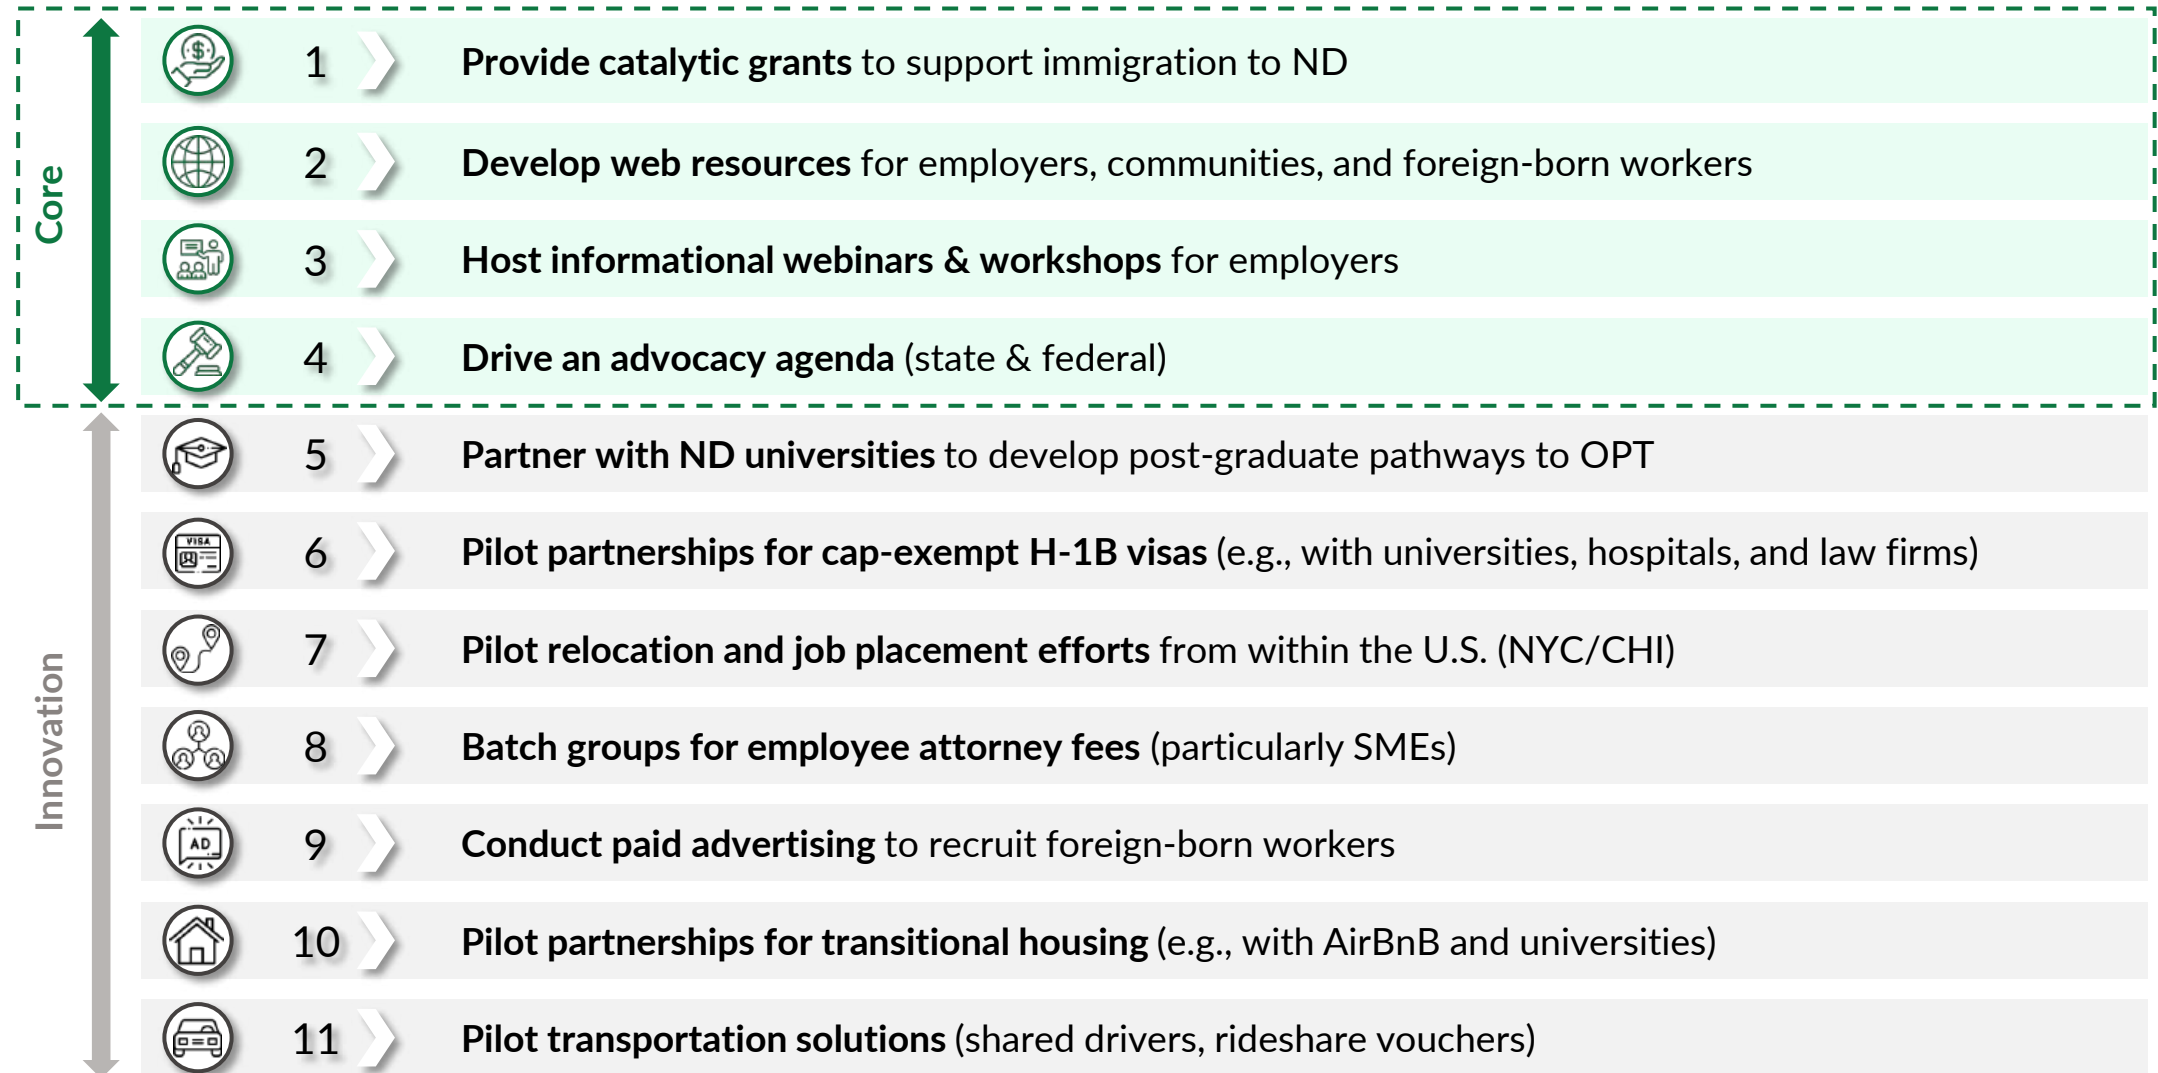 Core
1 Provide catalytic grants to support immigration to ND
2 Develop web resources for employers, communities, and foreign-born workers
3 Host informational webinars & workshops for employers
4 Drive an advocacy agenda (state & federal)
Innovation
5 Partner with ND universities to develop post-graduate pathways to OPT
VISA
6 Pilot partnerships for cap-exempt H-1B visas (e.g., with universities, hospitals, and law firms)
7 Pilot relocation and job placement efforts from within the U.S. (NYC/CHI)
8 Batch groups for employee attorney fees (particularly SMEs)
AD
9 Conduct paid advertising to recruit foreign-born workers
10 Pilot partnerships for transitional housing (e.g., with AirBnB and universities)
11 Pilot transportation solutions (shared drivers, rideshare vouchers)